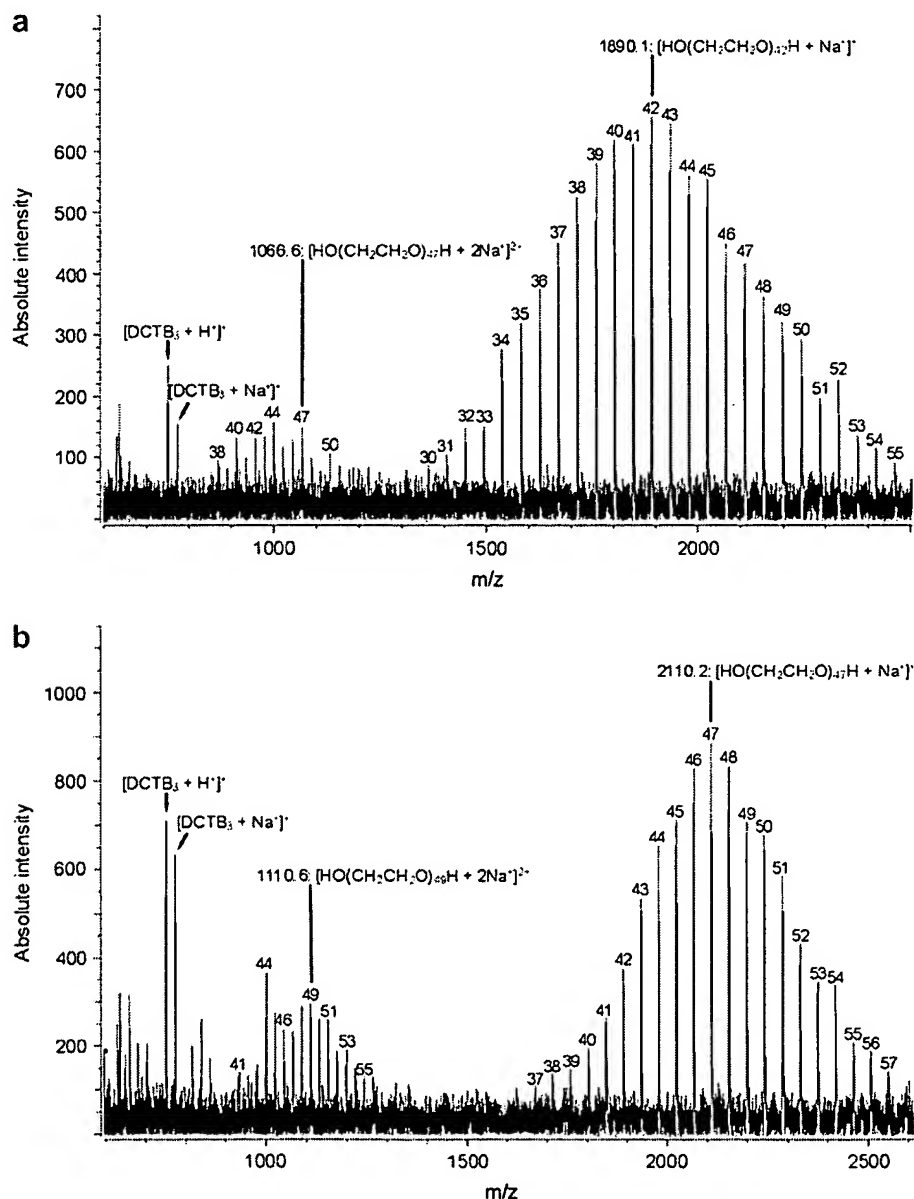 a
1890.1; [HO(CH₂CH₂O)₄₂H + Na⁺]⁺
1066.6; [HO(CH₂CH₂O)₄₇H + 2Na⁺]²⁺
[DCTB₃ + H⁺]⁺
[DCTB₃ + Na⁺]⁺
38 40 42 44 47 50
30 31 32 33 34 35 36 37 38 39 40 41 42 43 44 45 46 47 48 49 50 51 52 53 54 55
Absolute intensity
700
600
500
400
300
200
100
0
1000 1500 2000
m/z
b
2110.2; [HO(CH₂CH₂O)₄₇H + Na⁺]⁺
[DCTB₃ + H⁺]⁺
[DCTB₃ + Na⁺]⁺
1110.6; [HO(CH₂CH₂O)₄₉H + 2Na⁺]²⁺
41 44 46 49 51 53 55
37 38 39 40 41 42 43 44 45 46 47 48 49 50 51 52 53 54 55 56 57
Absolute intensity
1000
800
600
400
200
0
1000 1500 2000 2500
m/z